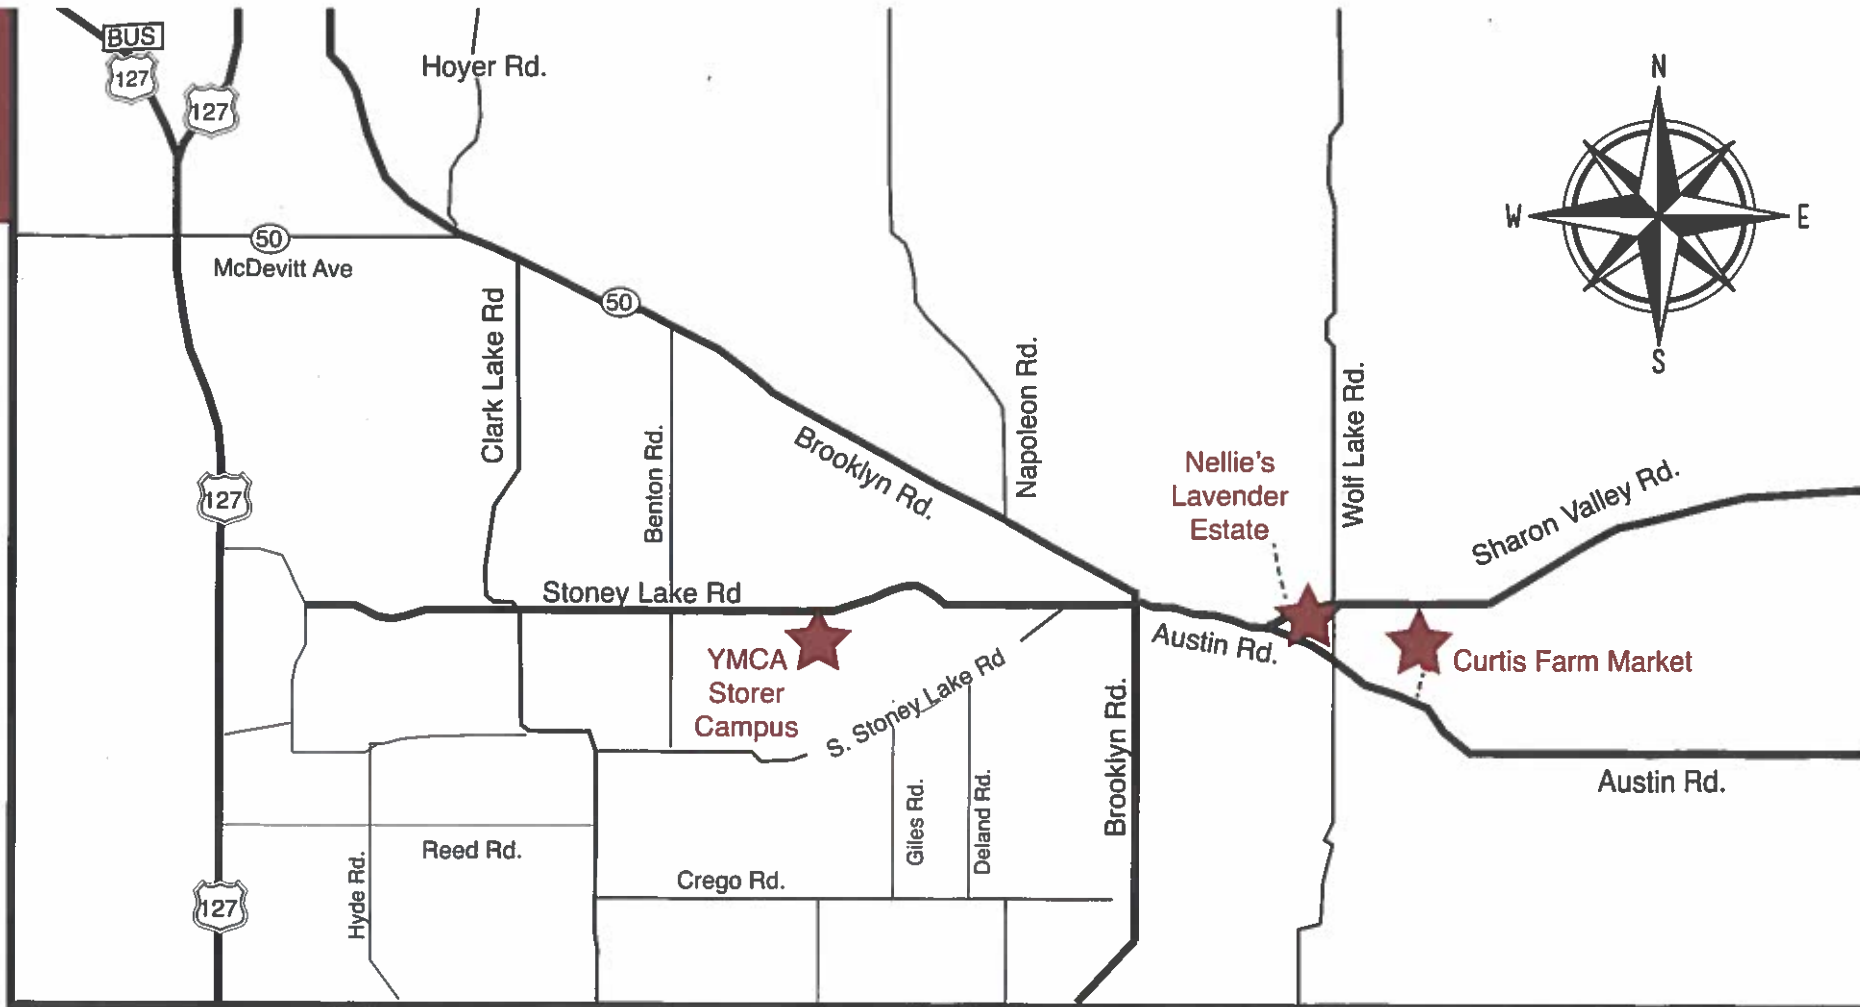 BUS
127
127
Hoyer Rd.
N
W
E
S
50
McDevitt Ave
50
Clark Lake Rd
Benton Rd.
Brooklyn Rd.
Napoleon Rd.
Wolf Lake Rd.
Nellie's
Lavender
Estate
Sharon Valley Rd.
127
Stoney Lake Rd
Austin Rd.
YMCA
Storer
Campus
S. Stoney Lake Rd
Curtis Farm Market
Brooklyn Rd.
Austin Rd.
Giles Rd.
Deland Rd.
Reed Rd.
Hyde Rd.
Crego Rd.
127